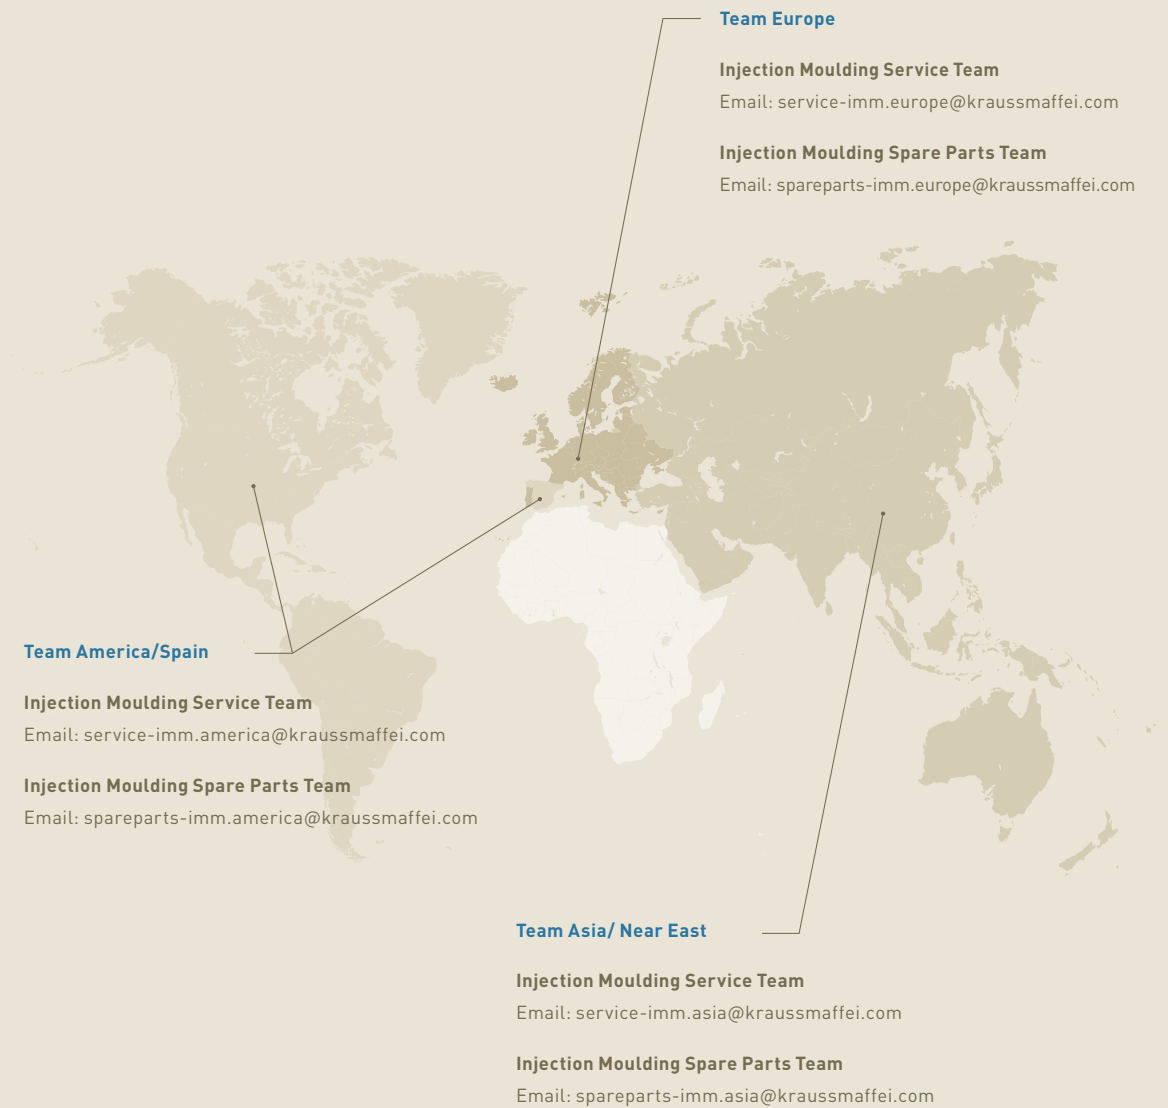 Team Europe
Injection Moulding Service Team
Email: service-imm.europe@kraussmaffei.com
Injection Moulding Spare Parts Team
Email: spareparts-imm.europe@kraussmaffei.com
Team America/Spain
Injection Moulding Service Team
Email: service-imm.america@kraussmaffei.com
Injection Moulding Spare Parts Team
Email: spareparts-imm.america@kraussmaffei.com
Team Asia/ Near East
Injection Moulding Service Team
Email: service-imm.asia@kraussmaffei.com
Injection Moulding Spare Parts Team
Email: spareparts-imm.asia@kraussmaffei.com